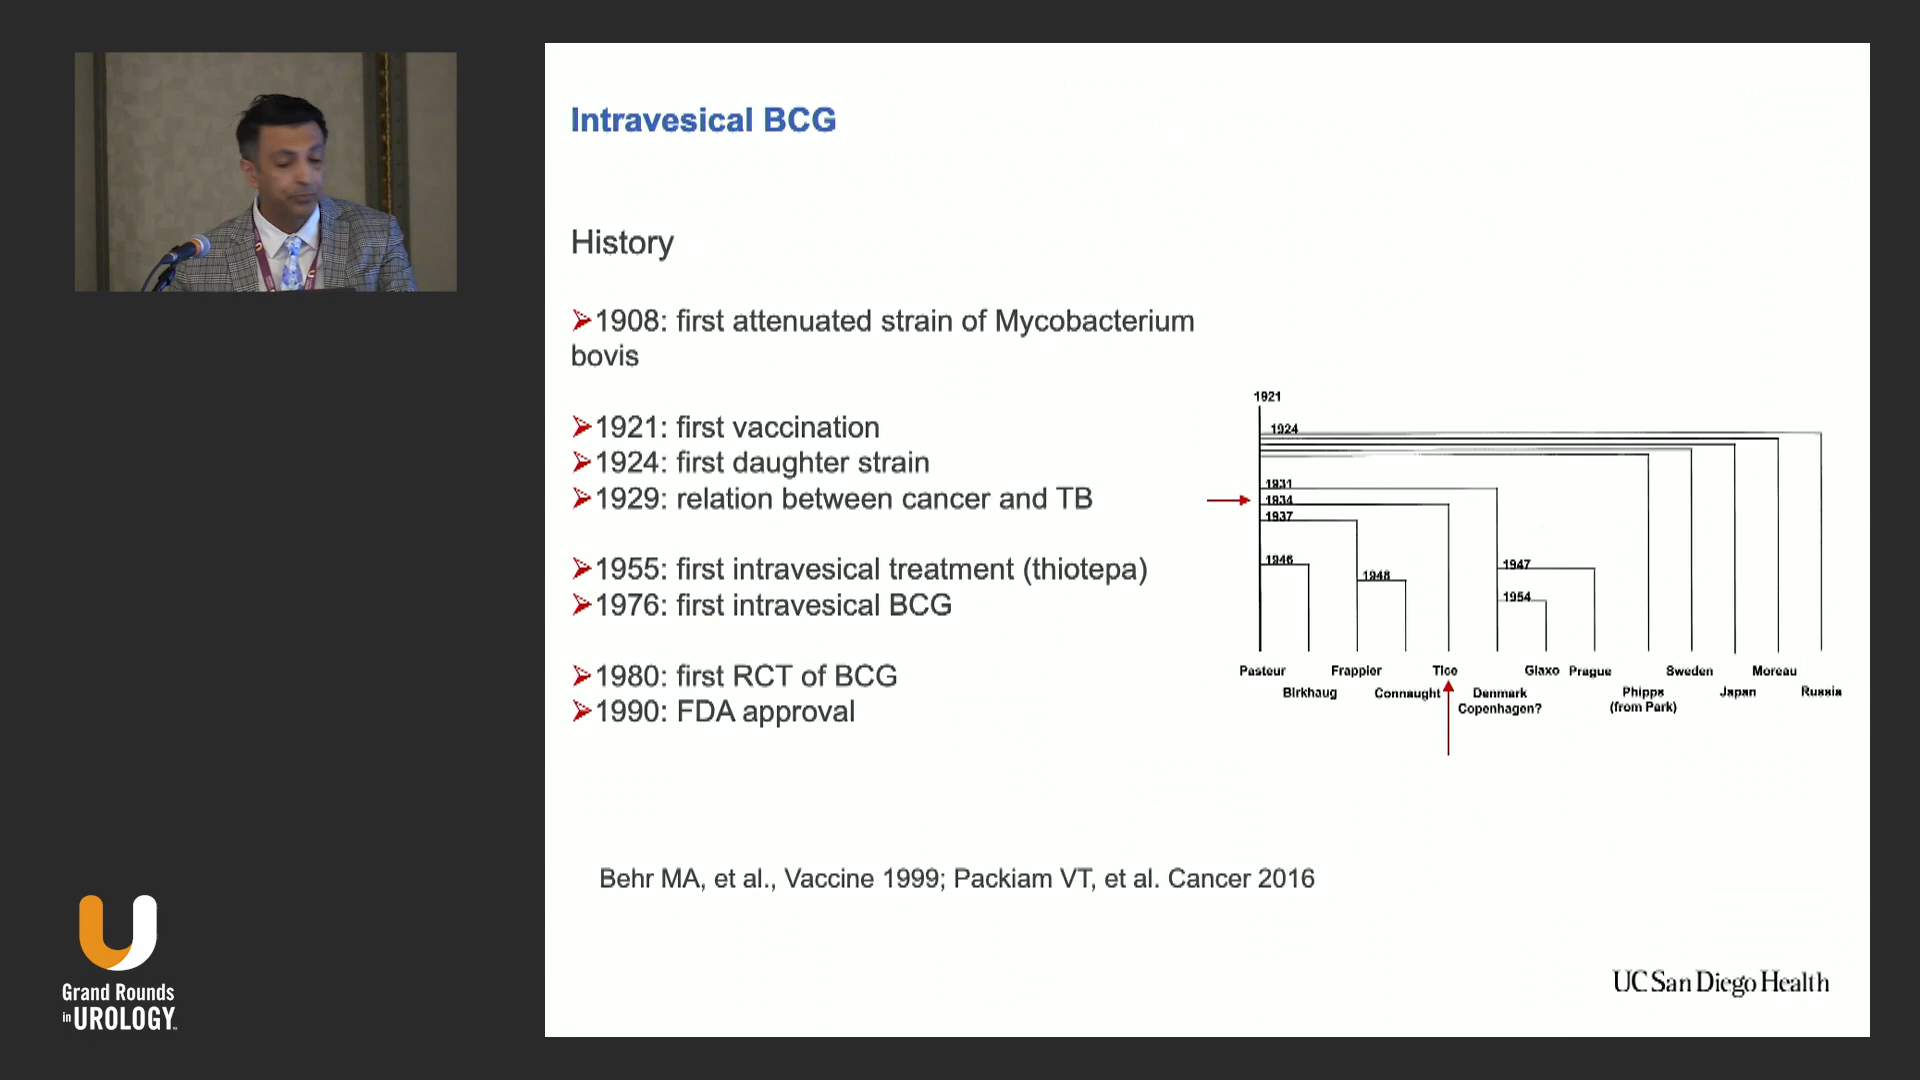 Intravesical BCG
History
➢1908: first attenuated strain of Mycobacterium
bovis
➢1921: first vaccination
➢1924: first daughter strain
➢1929: relation between cancer and TB
➢1955: first intravesical treatment (thiotepa)
➢1976: first intravesical BCG
➢1980: first RCT of BCG
➢1990: FDA approval
1921
1924
1931
1934
1937
1946
1948
1947
1954
Pasteur Frappier Tice Glaxo Prague Sweden Moreau
Birkhaug Connaught Denmark Phipps Japan Russia
Copenhagen? (from Park)
Behr MA, et al., Vaccine 1999; Packiam VT, et al. Cancer 2016
UC San Diego Health
Grand Rounds
in UROLOGY